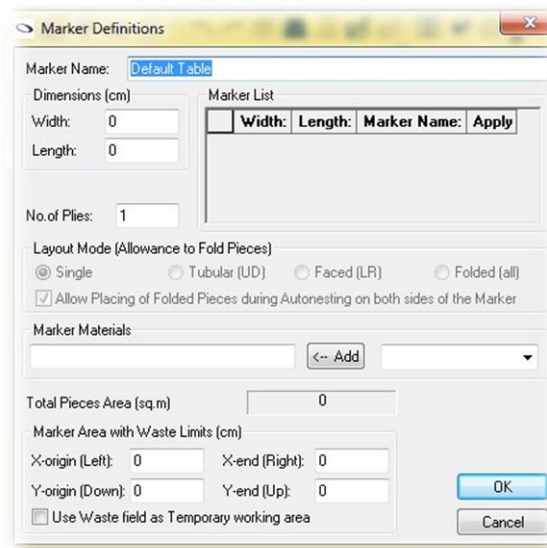 Marker Definitions
Marker Name: Default Table
Dimensions (cm)
Width: 0
Length: 0
Marker List
Width: Length: Marker Name: Apply
No.of Plies: 1
Layout Mode (Allowance to Fold Pieces)
Single Tubular (UD) Faced (LR) Folded (all)
Allow Placing of Folded Pieces during Autonesting on both sides of the Marker
Marker Materials
<-- Add
Total Pieces Area (sq.m) 0
Marker Area with Waste Limits (cm)
X-origin (Left): 0 X-end (Right): 0
Y-origin (Down): 0 Y-end (Up): 0
Use Waste field as Temporary working area
OK
Cancel